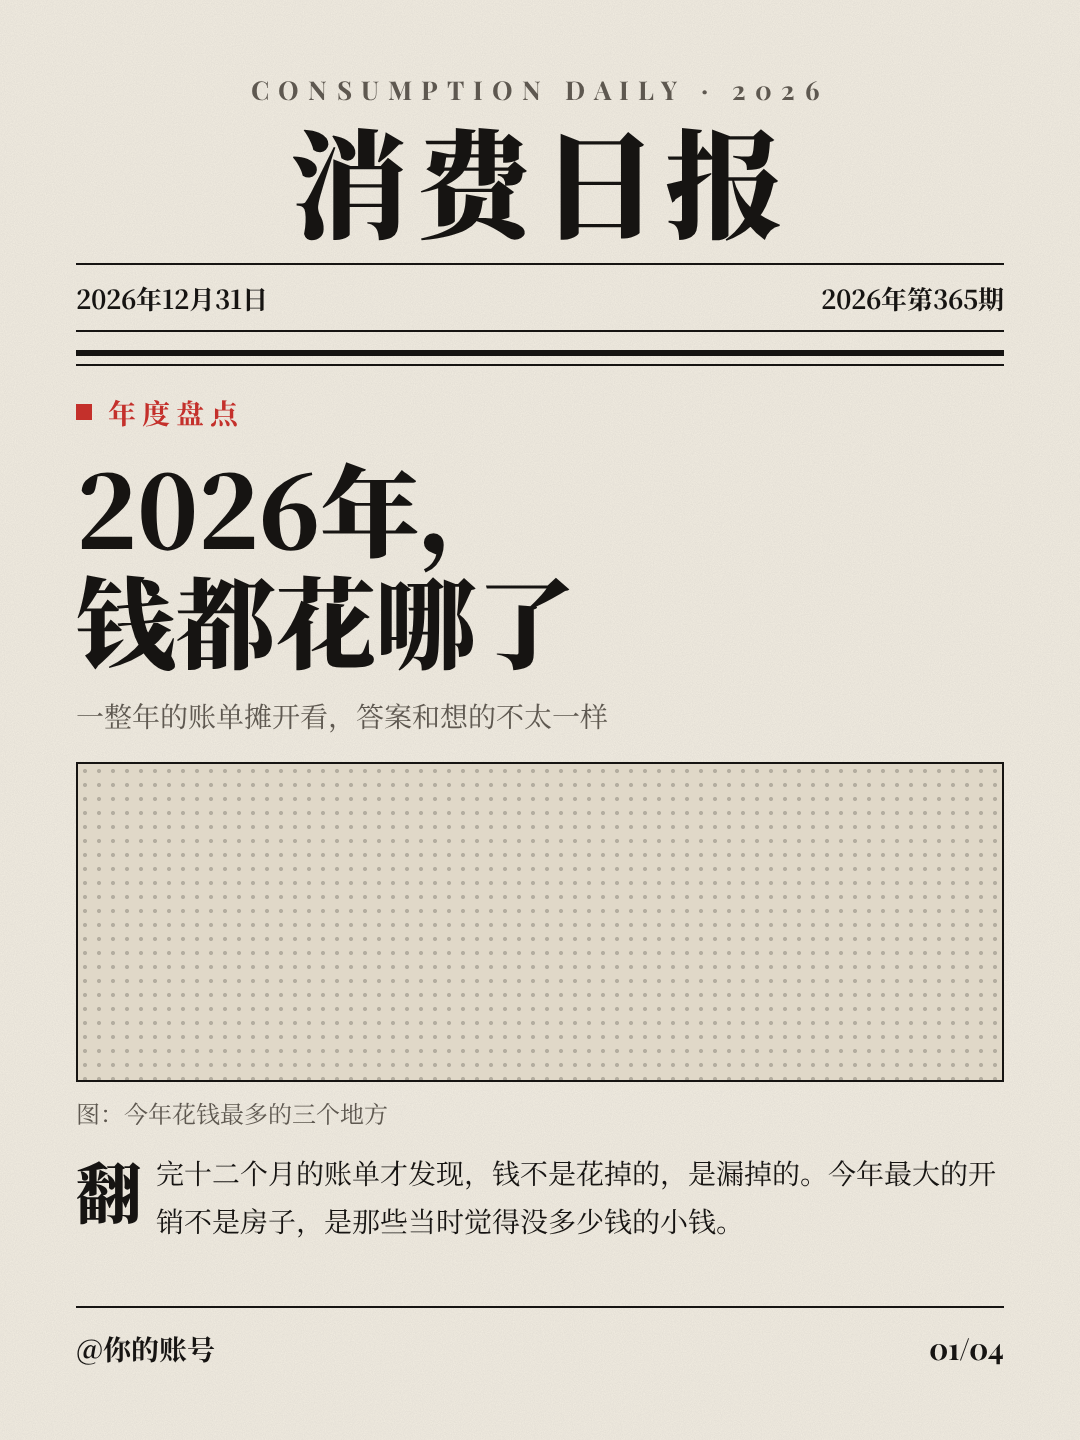 CONSUMPTION DAILY · 2026
消费日报
2026年12月31日
2026年第365期
年度盘点
2026年,
钱都花哪了
一整年的账单摊开看，答案和想的不太一样
图：今年花钱最多的三个地方
翻完十二个月的账单才发现，钱不是花掉的，是漏掉的。今年最大的开
销不是房子，是那些当时觉得没多少钱的小钱。
@你的账号
01/04